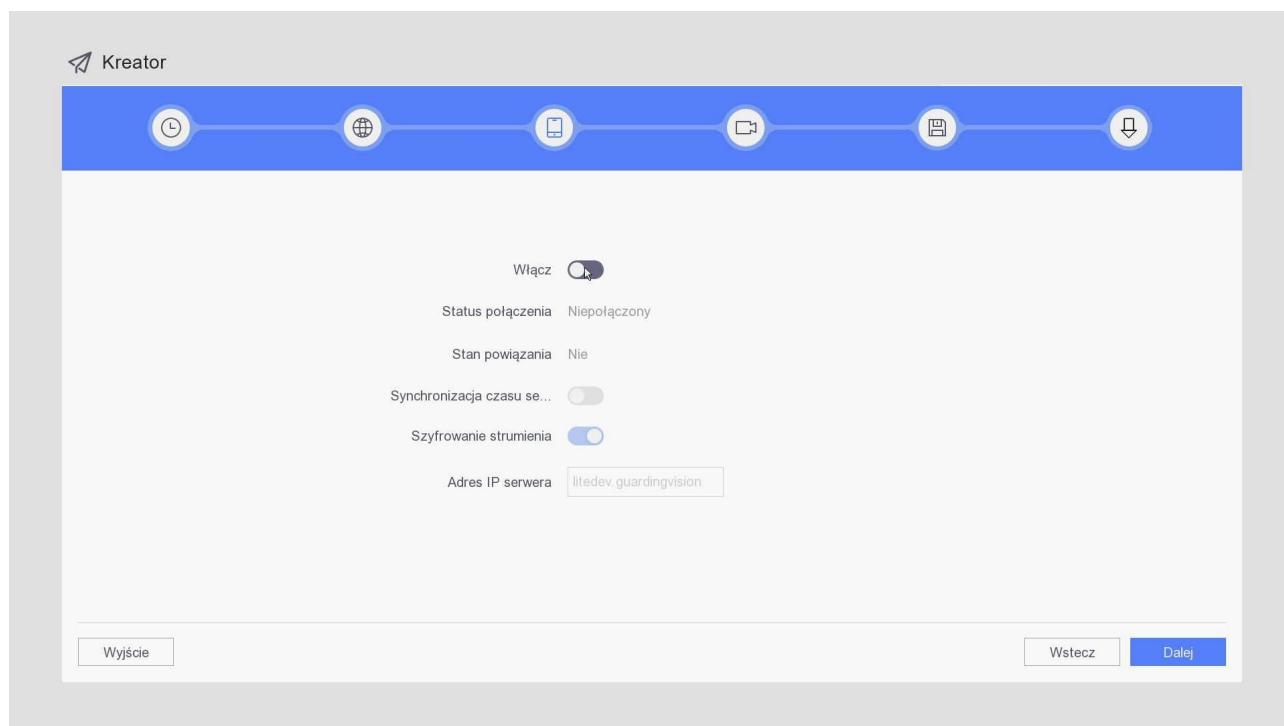 Kreator
Włącz
Status połączenia Niepołączony
Stan powiązania Nie
Synchronizacja czasu se...
Szyfrowanie strumienia
Adres IP serwera litedev.guardingvision
Wyjście Wstecz Dalej